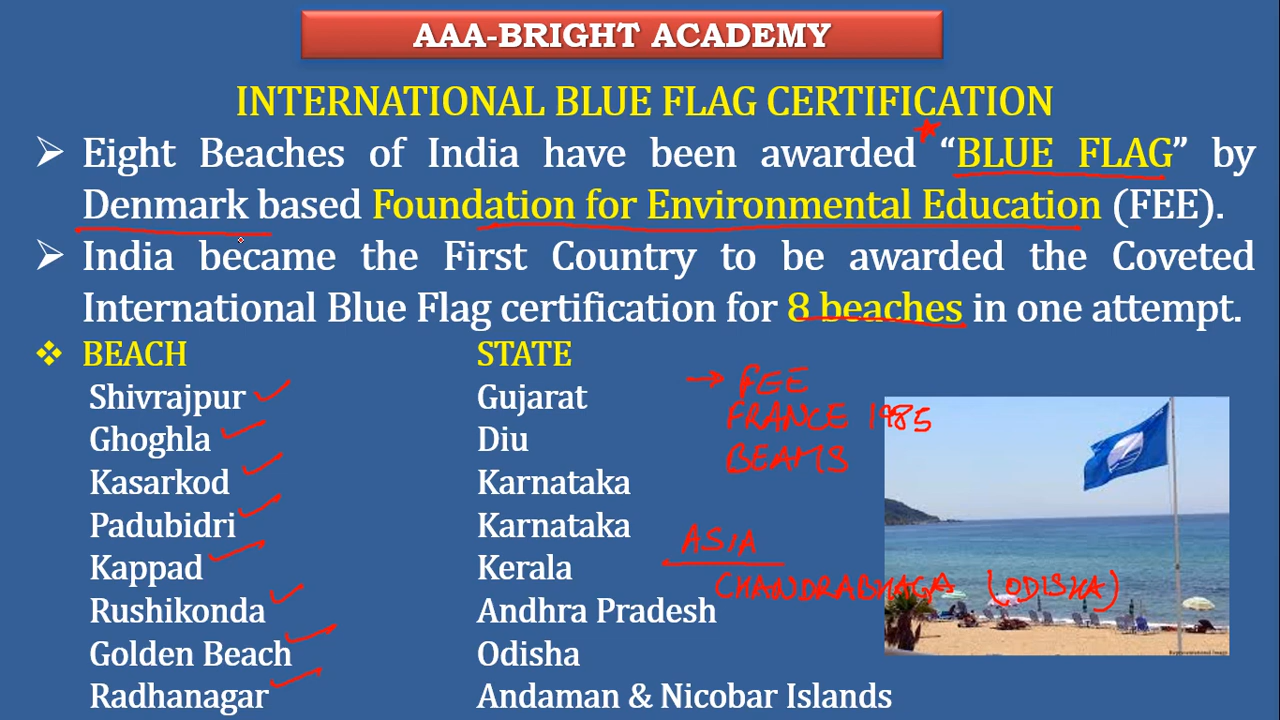 AAA-BRIGHT ACADEMY
INTERNATIONAL BLUE FLAG CERTIFICATION
➢ Eight Beaches of India have been awarded “BLUE FLAG” by
Denmark based Foundation for Environmental Education (FEE).
➢ India became the First Country to be awarded the Coveted
International Blue Flag certification for 8 beaches in one attempt.
❖ BEACH STATE
Shivrajpur Gujarat
Ghoghla Diu
Kasarkod Karnataka
Padubidri Karnataka
Kappad Kerala
Rushikonda Andhra Pradesh
Golden Beach Odisha
Radhanagar Andaman & Nicobar Islands
→ FEE
FRANCE 1985
BEAMS
ASIA
CHANDRABHAGA (ODISHA)
Representational Image